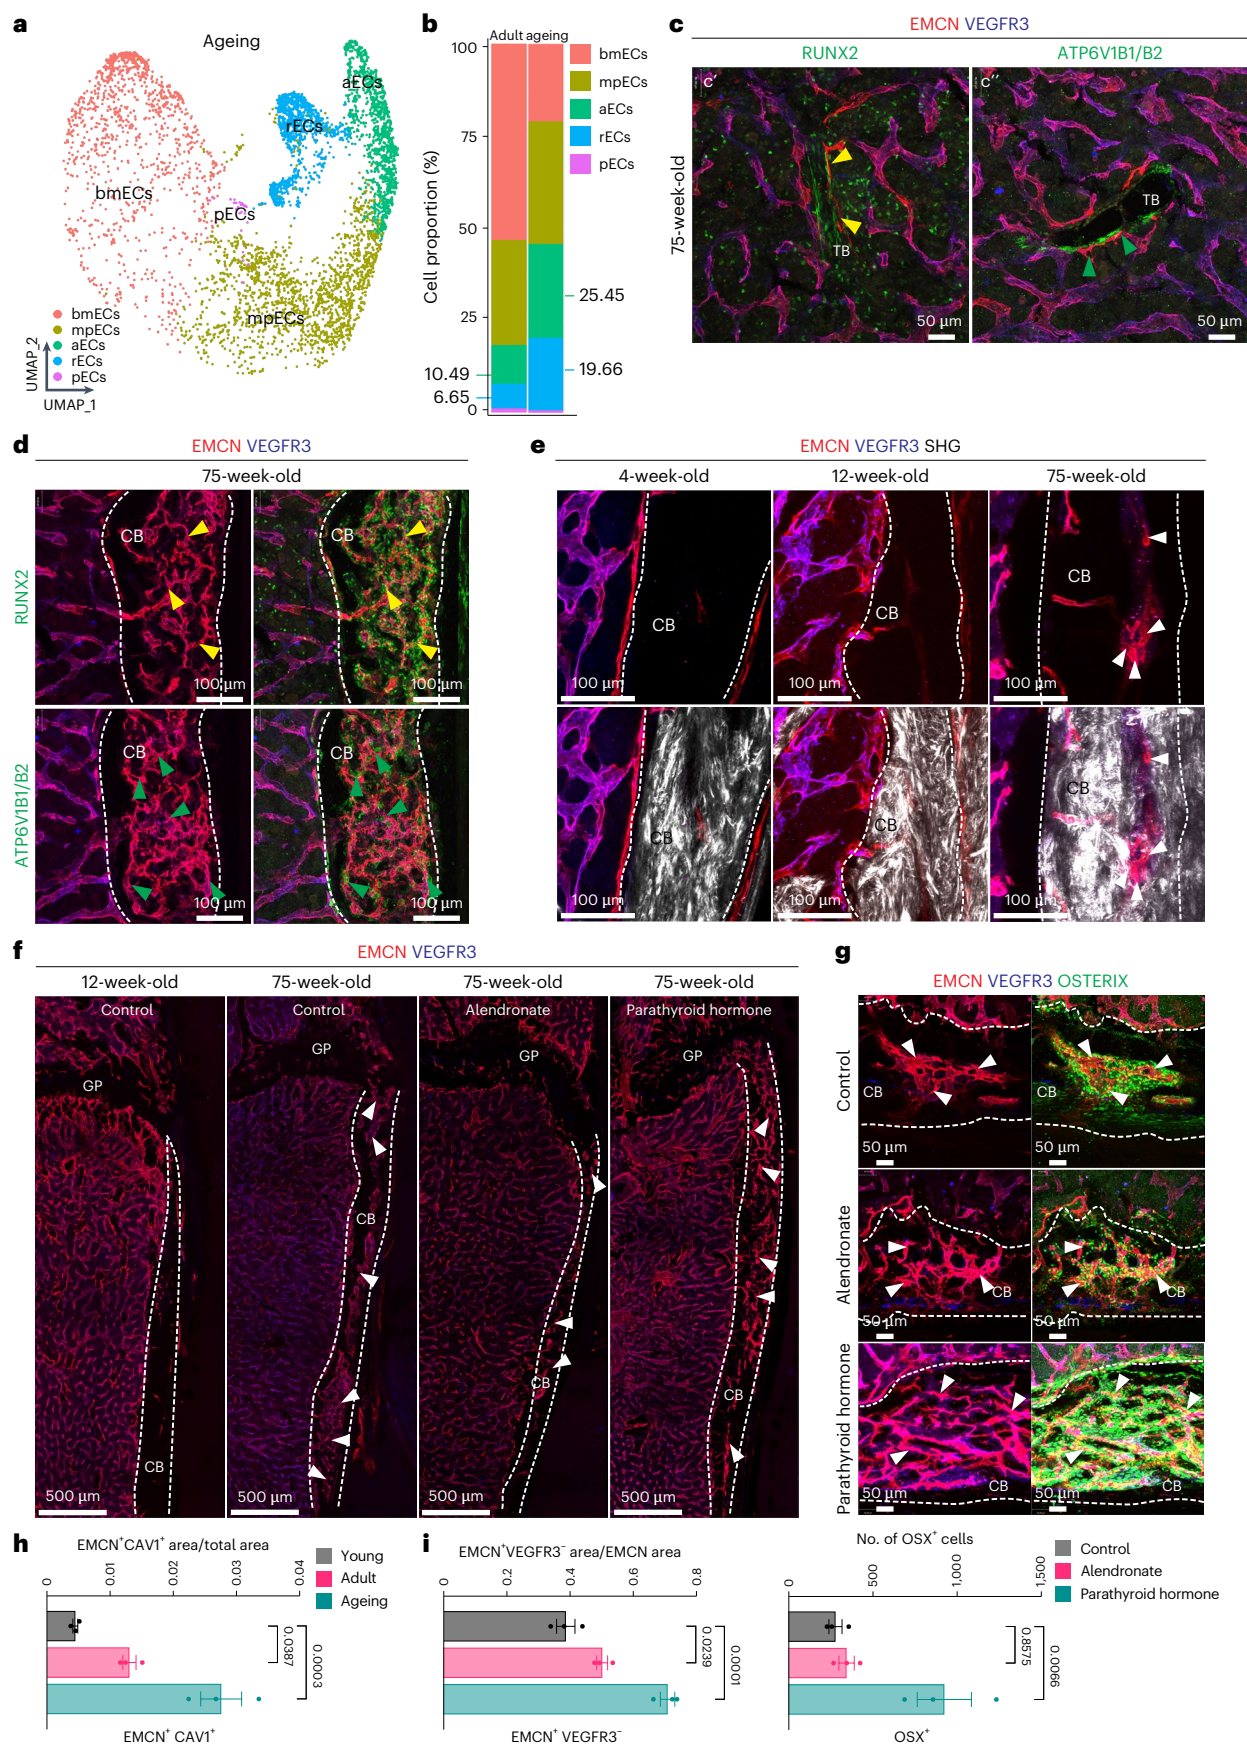 a
Ageing
aECs
rECs
bmECs
pECs
mpECs
bmECs
mpECs
aECs
rECs
pECs
UMAP_2
UMAP_1
b
Adult ageing
Cell proportion (%)
100
75
50
25
0
10.49
6.65
25.45
19.66
bmECs
mpECs
aECs
rECs
pECs
c
EMCN VEGFR3
RUNX2
ATP6V1B1/B2
75-week-old
c′
TB
50 µm
c″
TB
50 µm
d
EMCN VEGFR3
75-week-old
RUNX2
CB
100 µm
CB
100 µm
ATP6V1B1/B2
CB
100 µm
CB
100 µm
e
EMCN VEGFR3 SHG
4-week-old
12-week-old
75-week-old
CB
100 µm
CB
100 µm
CB
100 µm
CB
100 µm
CB
100 µm
CB
100 µm
f
EMCN VEGFR3
12-week-old
75-week-old
75-week-old
75-week-old
Control
Control
Alendronate
Parathyroid hormone
GP
CB
500 µm
GP
CB
500 µm
GP
CB
500 µm
GP
CB
500 µm
g
EMCN VEGFR3 OSTERIX
Control
CB
50 µm
CB
50 µm
Alendronate
CB
50 µm
CB
50 µm
Parathyroid hormone
CB
50 µm
CB
50 µm
h
EMCN⁺CAV1⁺ area/total area
0
0.01
0.02
0.03
0.04
0.0387
0.0003
EMCN⁺ CAV1⁺
Young
Adult
Ageing
i
EMCN⁺VEGFR3⁻ area/EMCN area
0
0.2
0.4
0.6
0.8
0.0239
0.0001
EMCN⁺ VEGFR3⁻
No. of OSX⁺ cells
0
500
1,000
1,500
0.8575
0.0066
OSX⁺
Control
Alendronate
Parathyroid hormone